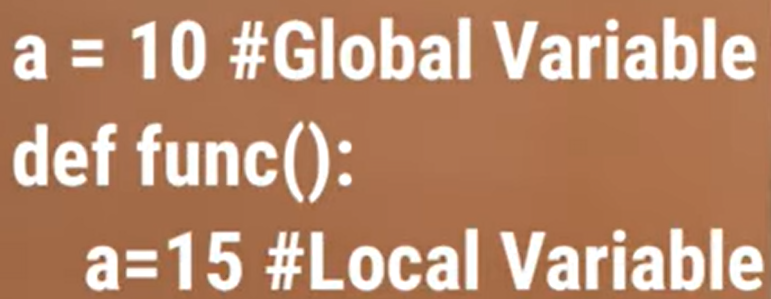 a = 10 #Global Variable
def func():
    a=15 #Local Variable